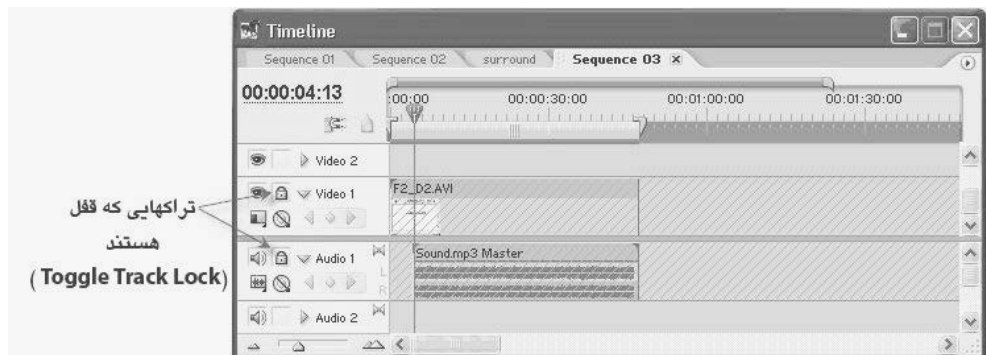 Timeline
Sequence 01 Sequence 02 surround Sequence 03
00:00:04:13
:00:00 00:00:30:00 00:01:00:00 00:01:30:00
Video 2
Video 1
F2_D2.AVI
تراکهایی که قفل
هستند
(Toggle Track Lock)
Audio 1
Sound.mp3 Master
L
R
Audio 2